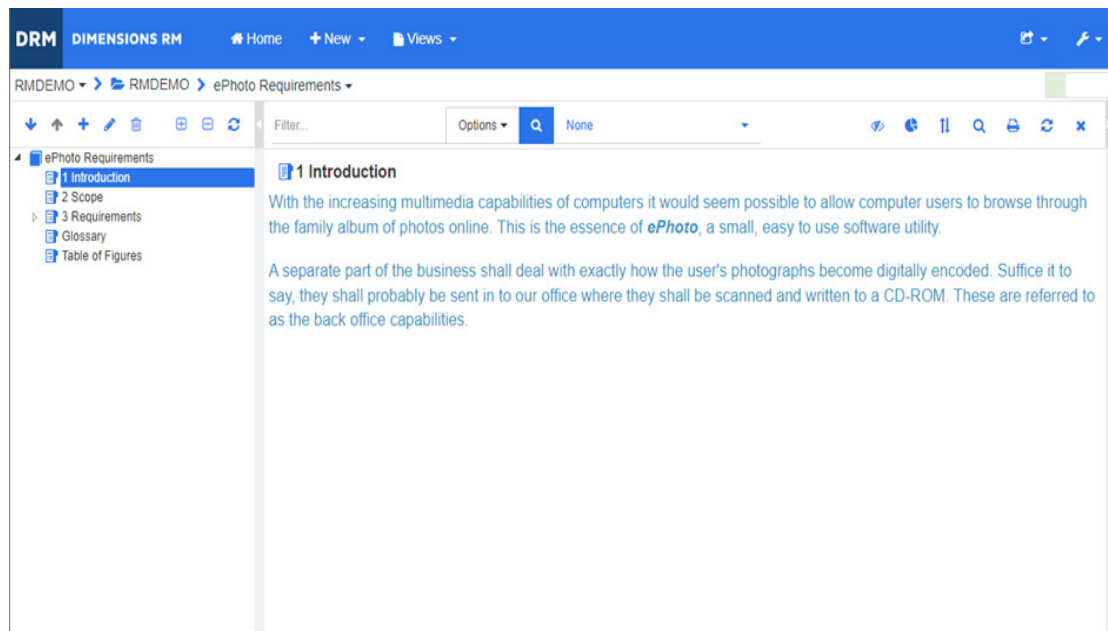 DRM DIMENSIONS RM Home New Views
RMDEMO RMDEMO ePhoto Requirements
Filter... Options None
ePhoto Requirements
1 Introduction
2 Scope
3 Requirements
Glossary
Table of Figures
1 Introduction
With the increasing multimedia capabilities of computers it would seem possible to allow computer users to browse through
the family album of photos online. This is the essence of ePhoto, a small, easy to use software utility.
A separate part of the business shall deal with exactly how the user's photographs become digitally encoded. Suffice it to
say, they shall probably be sent in to our office where they shall be scanned and written to a CD-ROM. These are referred to
as the back office capabilities.